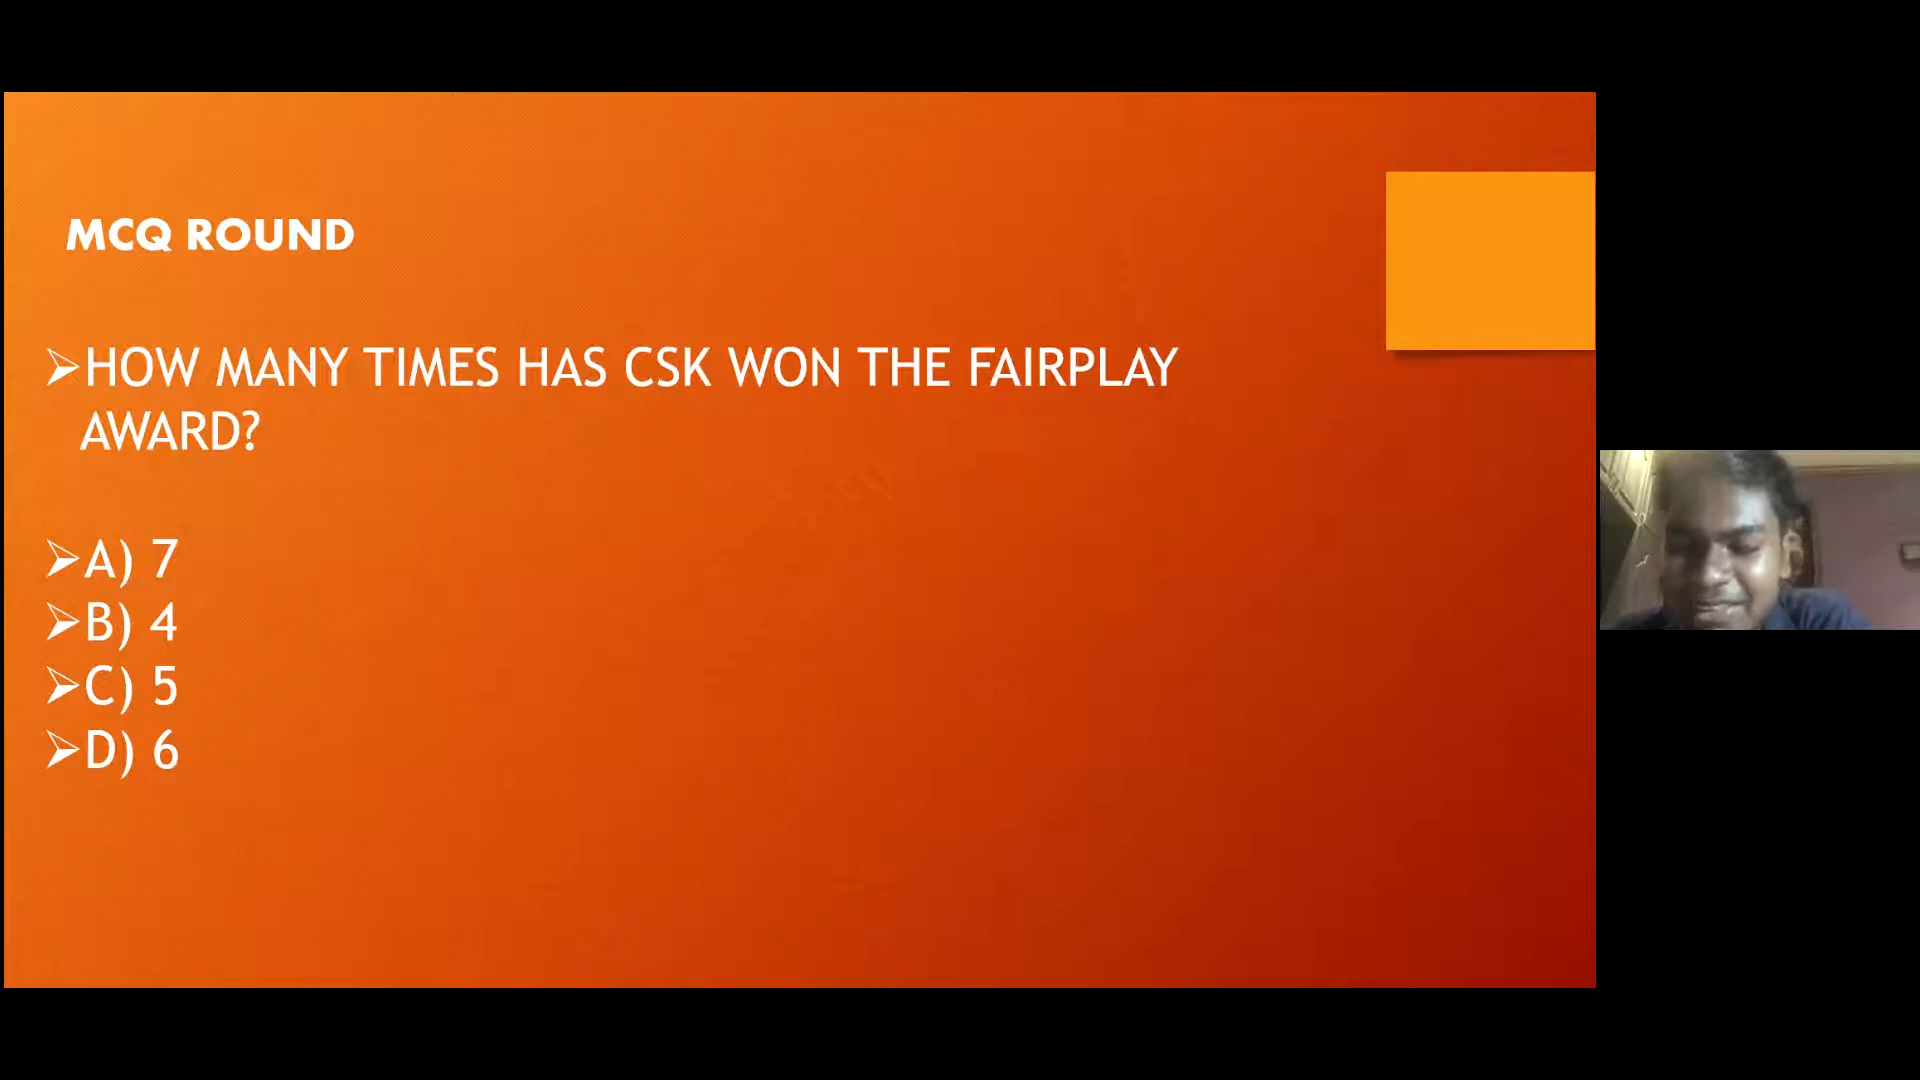 MCQ ROUND
➢HOW MANY TIMES HAS CSK WON THE FAIRPLAY
AWARD?
➢A) 7
➢B) 4
➢C) 5
➢D) 6